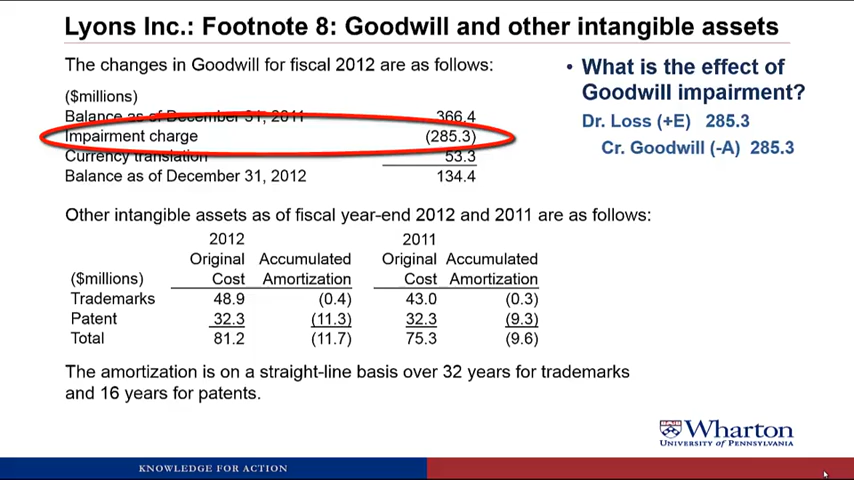 Lyons Inc.: Footnote 8: Goodwill and other intangible assets
The changes in Goodwill for fiscal 2012 are as follows:
($millions)
Balance as of December 31, 2011 366.4
Impairment charge (285.3)
Currency translation 53.3
Balance as of December 31, 2012 134.4
• What is the effect of
Goodwill impairment?
Dr. Loss (+E) 285.3
Cr. Goodwill (-A) 285.3
Other intangible assets as of fiscal year-end 2012 and 2011 are as follows:
2012 2011
Original Accumulated Original Accumulated
($millions) Cost Amortization Cost Amortization
Trademarks 48.9 (0.4) 43.0 (0.3)
Patent 32.3 (11.3) 32.3 (9.3)
Total 81.2 (11.7) 75.3 (9.6)
The amortization is on a straight-line basis over 32 years for trademarks
and 16 years for patents.
Wharton
UNIVERSITY of PENNSYLVANIA
KNOWLEDGE FOR ACTION